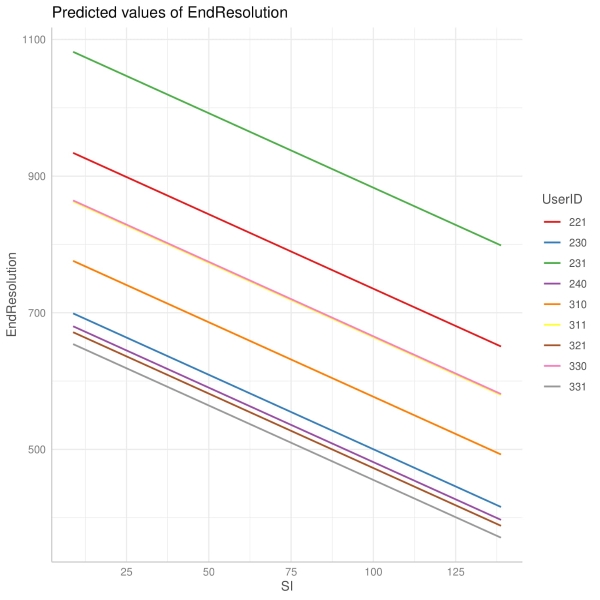 Predicted values of EndResolution
1100
900
700
500
EndResolution
25 50 75 100 125
SI
UserID
221
230
231
240
310
311
321
330
331